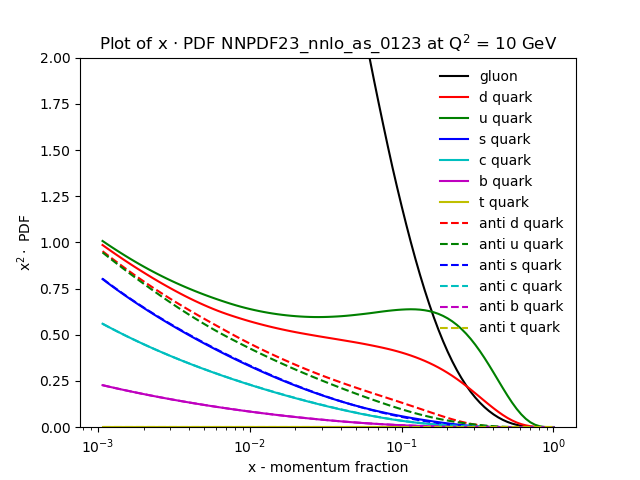 Plot of x · PDF NNPDF23_nnlo_as_0123 at Q² = 10 GeV
x² · PDF
2.00
1.75
1.50
1.25
1.00
0.75
0.50
0.25
0.00
gluon
d quark
u quark
s quark
c quark
b quark
t quark
anti d quark
anti u quark
anti s quark
anti c quark
anti b quark
anti t quark
10⁻³
10⁻²
10⁻¹
10⁰
x - momentum fraction